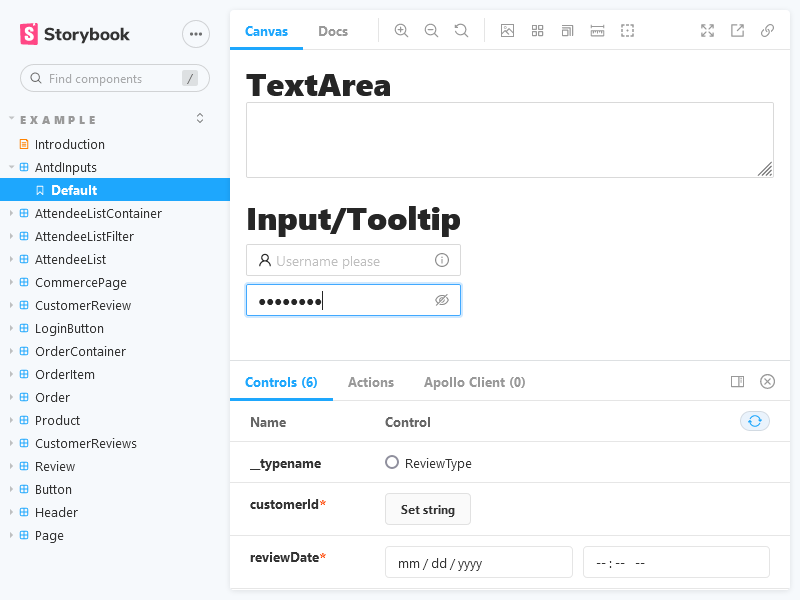 Storybook
Find components
/
EXAMPLE
Introduction
AntdInputs
Default
AttendeeListContainer
AttendeeListFilter
AttendeeList
CommercePage
CustomerReview
LoginButton
OrderContainer
OrderItem
Order
Product
CustomerReviews
Review
Button
Header
Page
Canvas
Docs
TextArea
Input/Tooltip
Username please
••••••••
Controls (6)
Actions
Apollo Client (0)
Name
Control
__typename
ReviewType
customerId*
Set string
reviewDate*
mm / dd / yyyy
-- : -- --